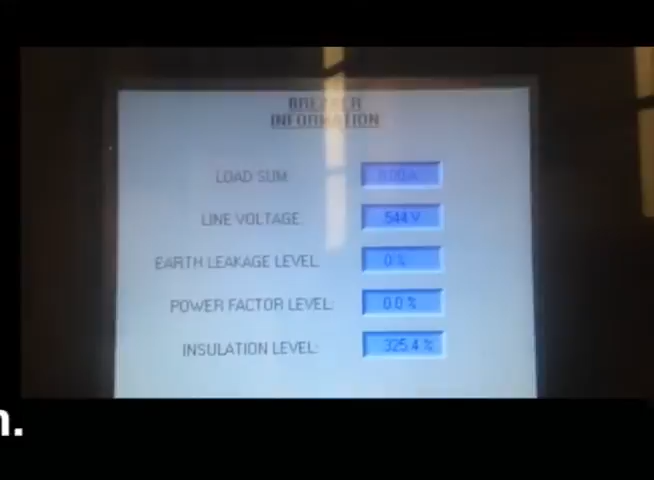 BREAKER
INFORMATION
LOAD SUM
LINE VOLTAGE 544 V
EARTH LEAKAGE LEVEL 0 %
POWER FACTOR LEVEL: 0.0 %
INSULATION LEVEL: 325.4 %